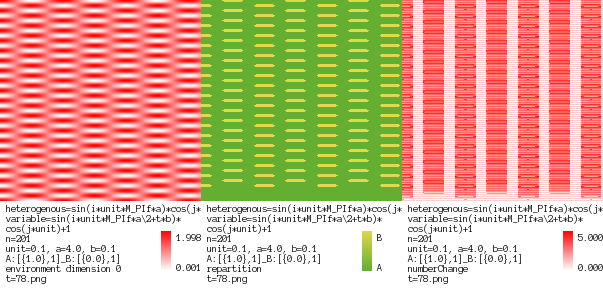 heterogenous=sin(i*unit*M_PIf*a)*cos(j*
variable=sin(i*unit*M_PIf*a\2+t*b)*
cos(j*unit)+1
n=201
unit=0.1, a=4.0, b=0.1
A:[{1.0},1]_B:[{0.0},1]
environment dimension 0
t=78.png
1.998
0.001
heterogenous=sin(i*unit*M_PIf*a)*cos(j*
variable=sin(i*unit*M_PIf*a\2+t*b)*
cos(j*unit)+1
n=201
unit=0.1, a=4.0, b=0.1
A:[{1.0},1]_B:[{0.0},1]
repartition
t=78.png
B
A
heterogenous=sin(i*unit*M_PIf*a)*cos(j*
variable=sin(i*unit*M_PIf*a\2+t*b)*
cos(j*unit)+1
n=201
unit=0.1, a=4.0, b=0.1
A:[{1.0},1]_B:[{0.0},1]
numberChange
t=78.png
5.000
0.000